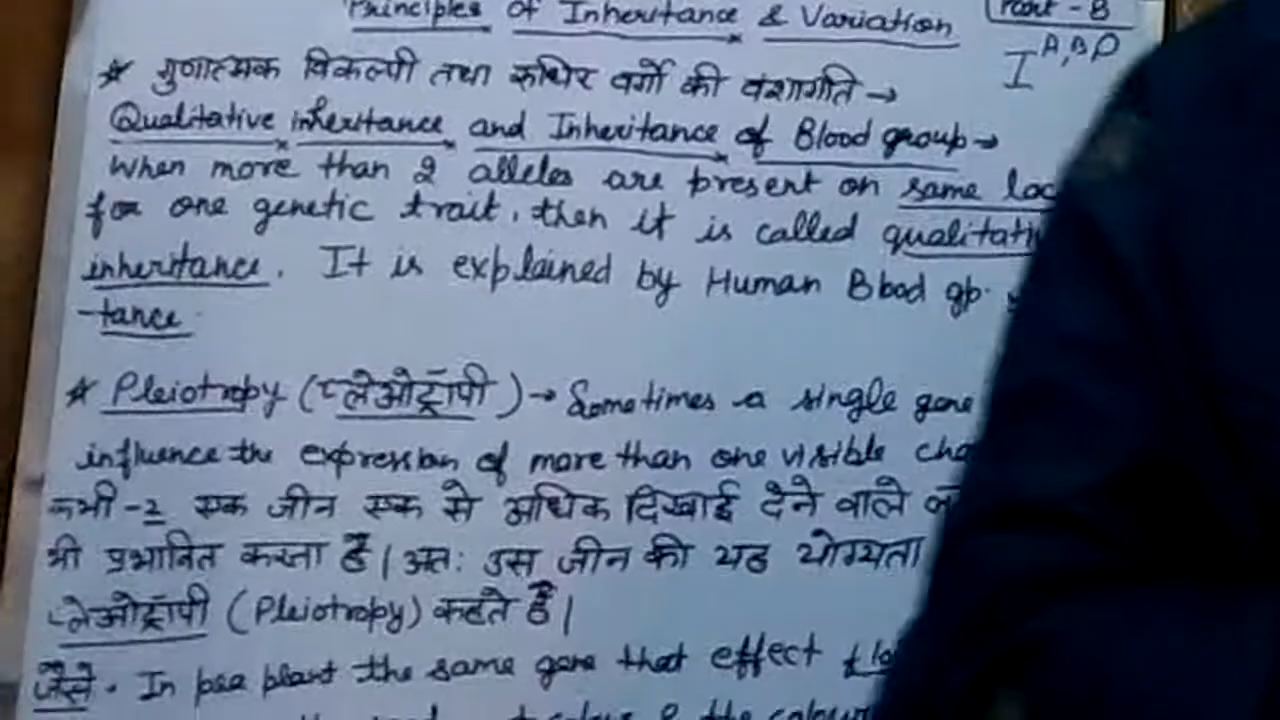 Principles of Inheritance & Variation
Part - B
I A,B,O
* गुणात्मक विकल्पी तथा रुधिर वर्गो की वंशागति →
Qualitative inheritance and Inheritance of Blood group →
When more than 2 alleles are present on same loc
for one genetic trait, then it is called qualitati
inheritance. It is explained by Human Blood gp.
-tance.
* Pleiotropy (प्लेओट्रॉपी) → Sometimes a single gene
influence the expression of more than one visible cha
कभी -2 एक जीन एक से अधिक दिखाई देने वाले
भी प्रभावित करता है। अतः उस जीन की यह योग्यता
प्लेओट्रॉपी (Pleiotropy) कहते है।
जैसे. In pea plant the same gene that effect flo
& the colour